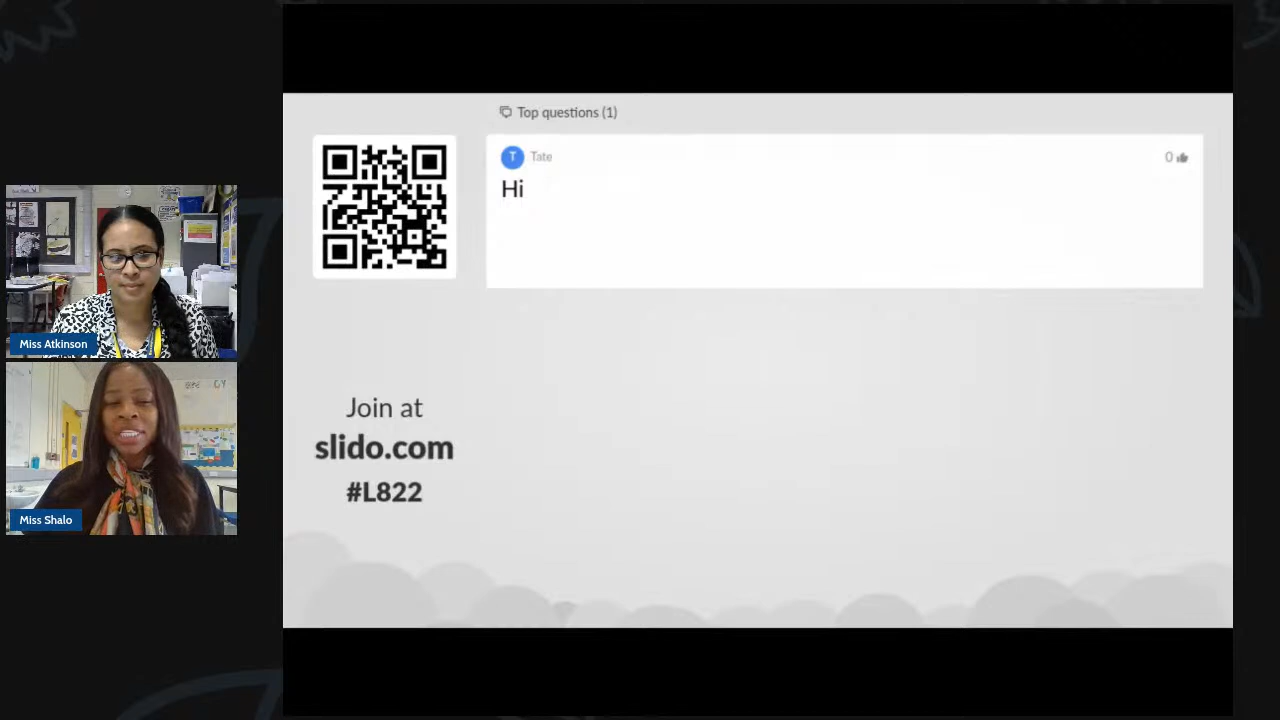 Top questions (1)
T Tate
0
Hi
Join at
slido.com
#L822
Miss Atkinson
Miss Shalo